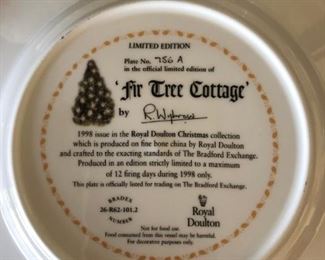 LIMITED EDITION
Plate No. 786 A
in the official limited edition of
'Fir Tree Cottage'
by
1998 issue in the Royal Doulton Christmas collection
which is produced on fine bone china by Royal Doulton
and crafted to the exacting standards of The Bradford Exchange.
Produced in an edition strictly limited to a maximum
of 12 firing days during 1998 only.
This plate is officially listed for trading on The Bradford Exchange.
BRADEX
26-R62-101.2
NUMBER
Not for food use.
Food consumed from this vessel may be harmful.
For decorative purposes only.
Royal
Doulton